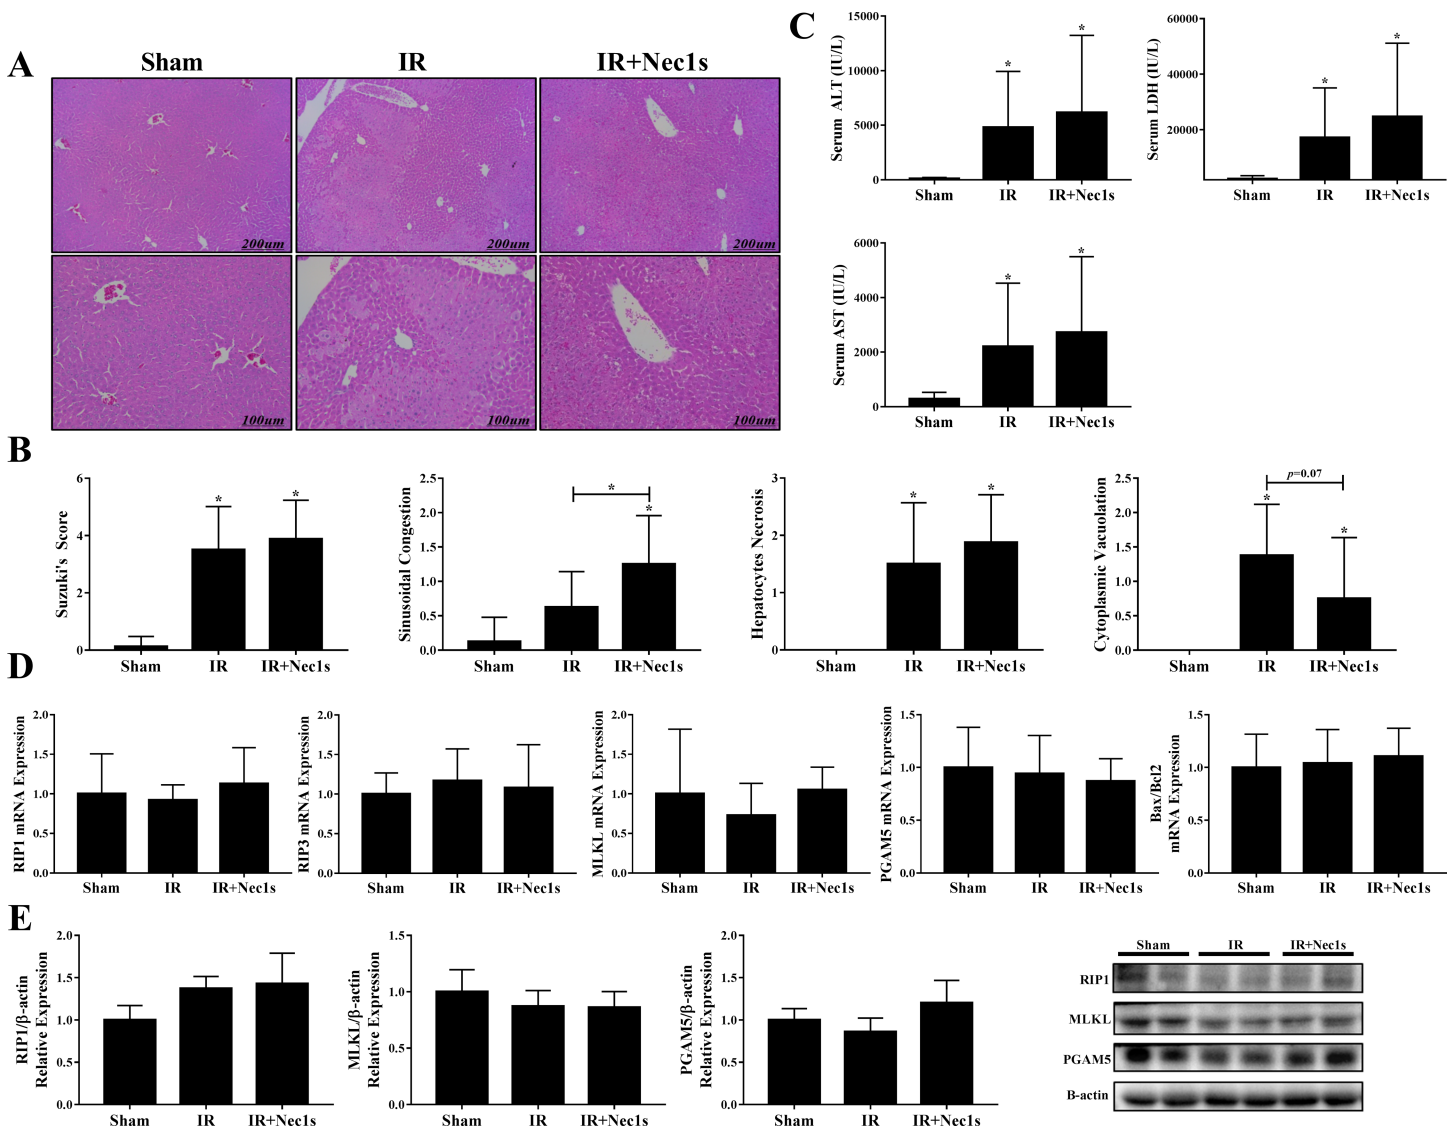 A
Sham
IR
IR+Nec1s
200um
200um
200um
100um
100um
100um
C
Serum ALT (IU/L)
15000
10000
5000
0
*
*
Sham
IR
IR+Nec1s
Serum LDH (IU/L)
60000
40000
20000
*
*
Sham
IR
IR+Nec1s
Serum AST (IU/L)
6000
4000
2000
0
*
*
Sham
IR
IR+Nec1s
B
Suzuki's Score
6
4
2
0
*
*
Sham
IR
IR+Nec1s
Sinusoidal Congestion
2.5
2.0
1.5
1.0
0.5
0.0
*
*
Sham
IR
IR+Nec1s
Hepatocytes Necrosis
3
2
1
0
*
*
Sham
IR
IR+Nec1s
Cytoplasmic Vacuolation
2.5
2.0
1.5
1.0
0.5
0.0
p=0.07
*
*
Sham
IR
IR+Nec1s
D
RIP1 mRNA Expression
2.0
1.5
1.0
0.5
0.0
Sham
IR
IR+Nec1s
RIP3 mRNA Expression
2.0
1.5
1.0
0.5
0.0
Sham
IR
IR+Nec1s
MLKL mRNA Expression
2.0
1.5
1.0
0.5
0.0
Sham
IR
IR+Nec1s
PGAM5 mRNA Expression
1.5
1.0
0.5
0.0
Sham
IR
IR+Nec1s
Bax/Bcl2
mRNA Expression
1.5
1.0
0.5
0.0
Sham
IR
IR+Nec1s
E
RIP1/β-actin
Relative Expression
2.0
1.5
1.0
0.5
0.0
Sham
IR
IR+Nec1s
MLKL/β-actin
Relative Expression
1.5
1.0
0.5
0.0
Sham
IR
IR+Nec1s
PGAM5/β-actin
Relative Expression
2.0
1.5
1.0
0.5
0.0
Sham
IR
IR+Nec1s
Sham
IR
IR+Nec1s
RIP1
MLKL
PGAM5
B-actin